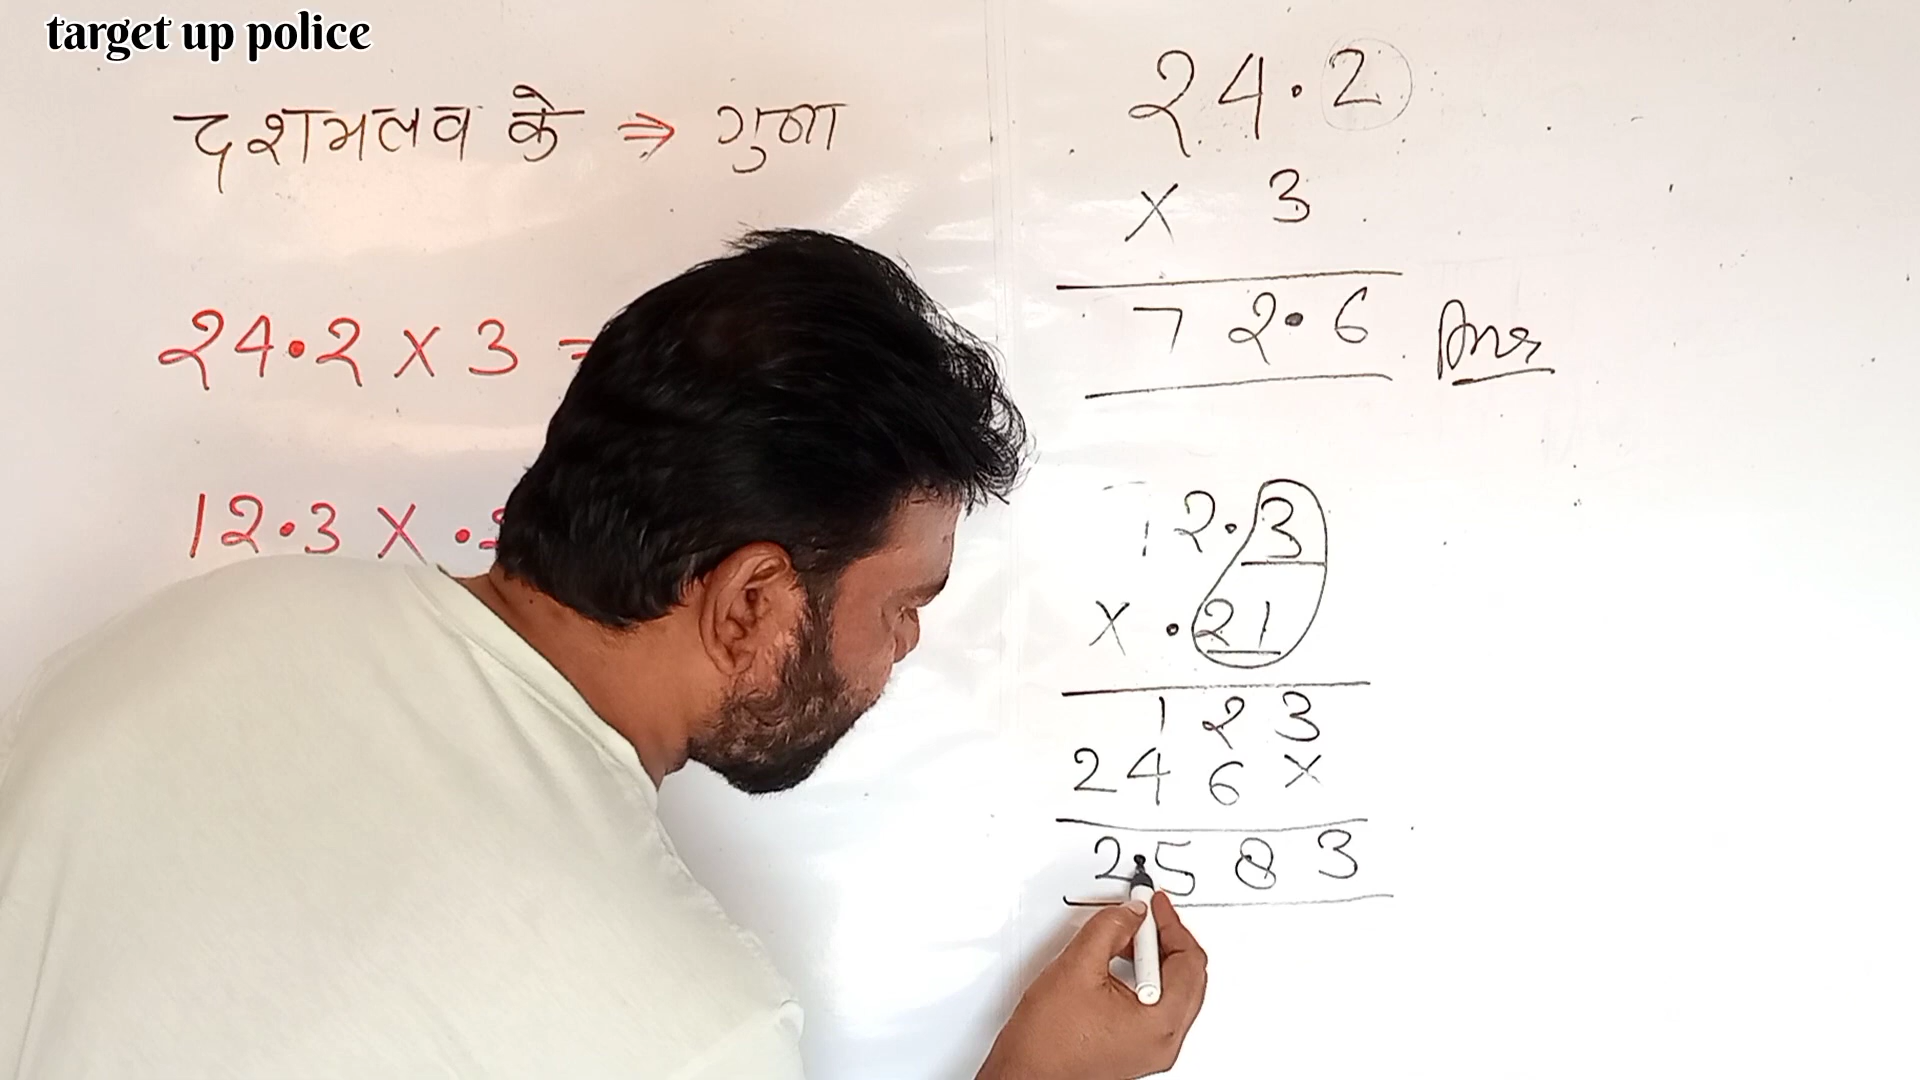 target up police
दशमलव के ⇒ गुना
24.2 × 3 =
12.3 × .
24.2
× 3
72.6 Ans
12.3
× .21
123
246×
2.583